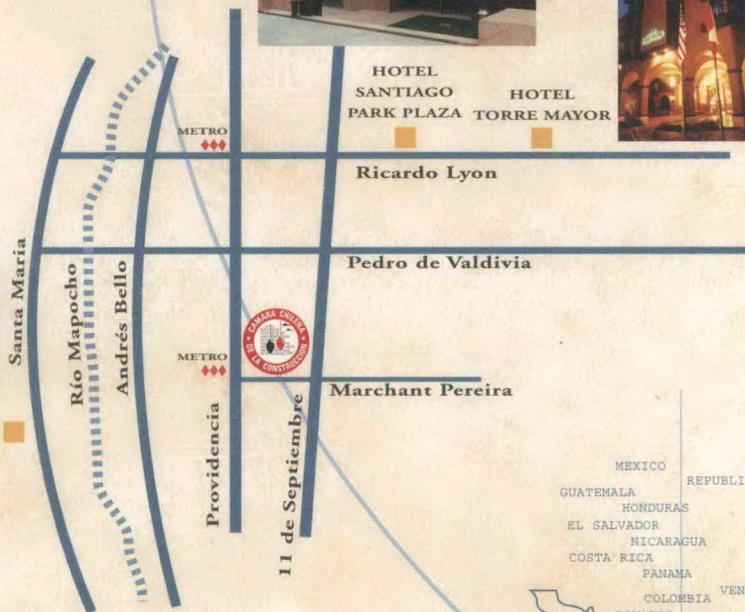 HOTEL
SANTIAGO
PARK PLAZA
HOTEL
TORRE MAYOR
METRO
Ricardo Lyon
Santa Maria
Río Mapocho
Andrés Bello
Pedro de Valdivia
CAMARA CHILENA
DE LA CONSTRUCCION
METRO
Marchant Pereira
Providencia
11 de Septiembre
MEXICO
REPUBLI
GUATEMALA
HONDURAS
EL SALVADOR
NICARAGUA
COSTA RICA
PANAMA
VEN
COLOMBIA